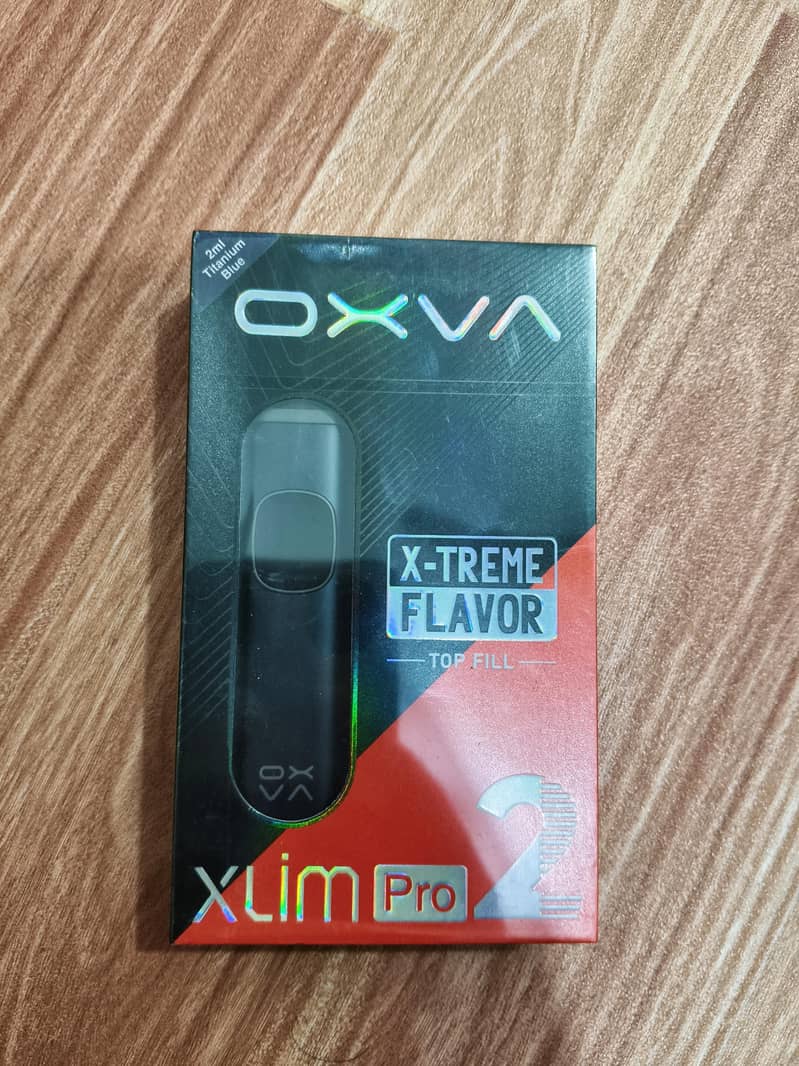 2ml
Titanium
Blue
OXVA
X-TREME
FLAVOR
TOP FILL
OX
VA
XLIM Pro 2